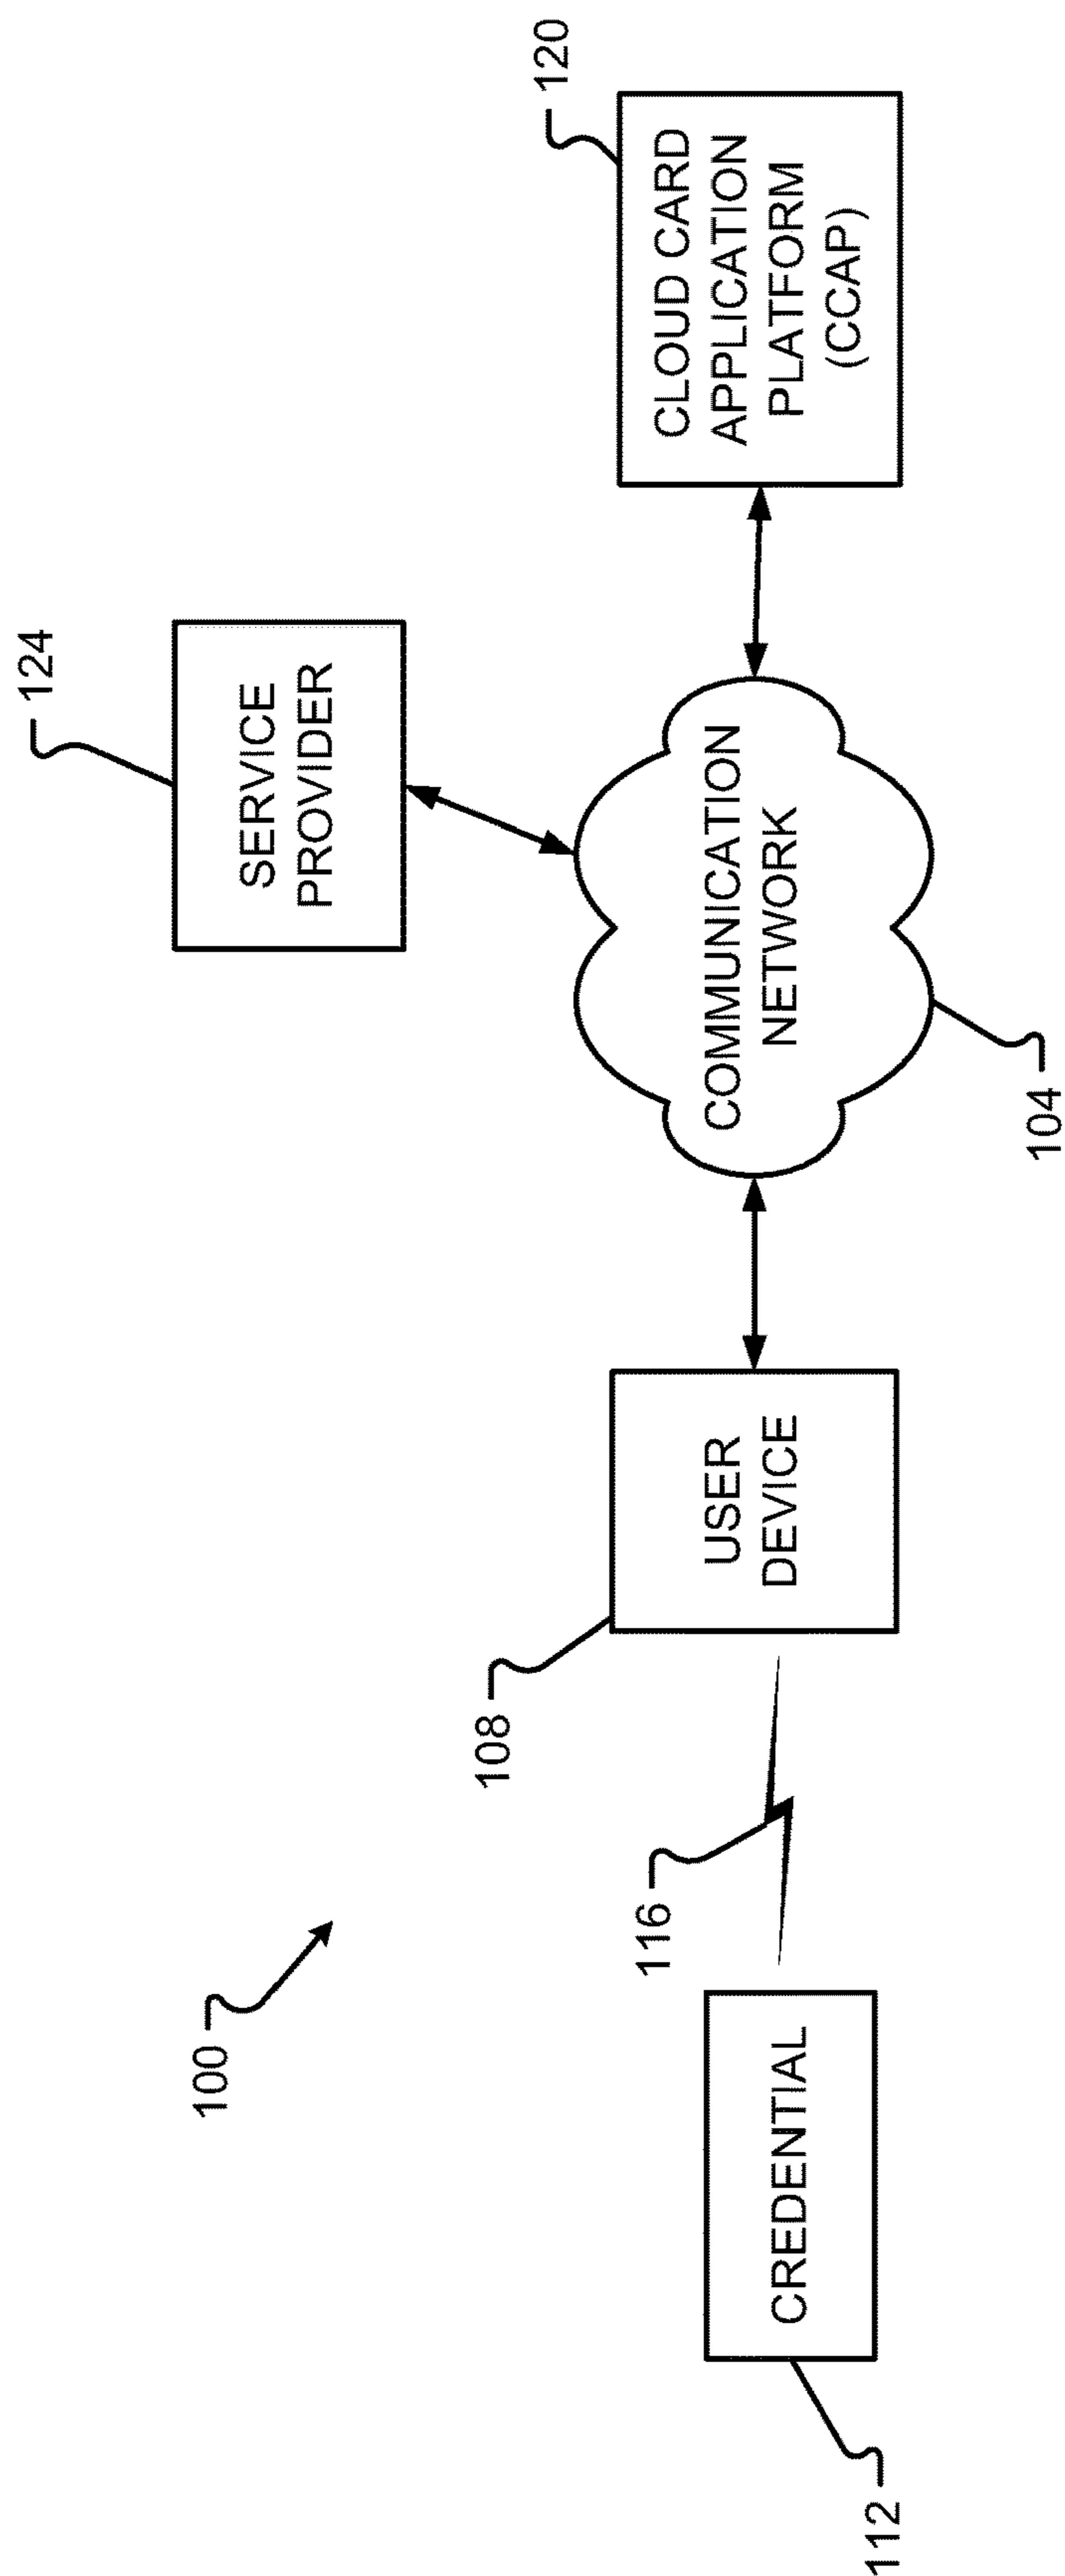 124
SERVICE
PROVIDER
120
CLOUD CARD
APPLICATION
PLATFORM
(CCAP)
COMMUNICATION
NETWORK
104
108
USER
DEVICE
100
116
CREDENTIAL
112